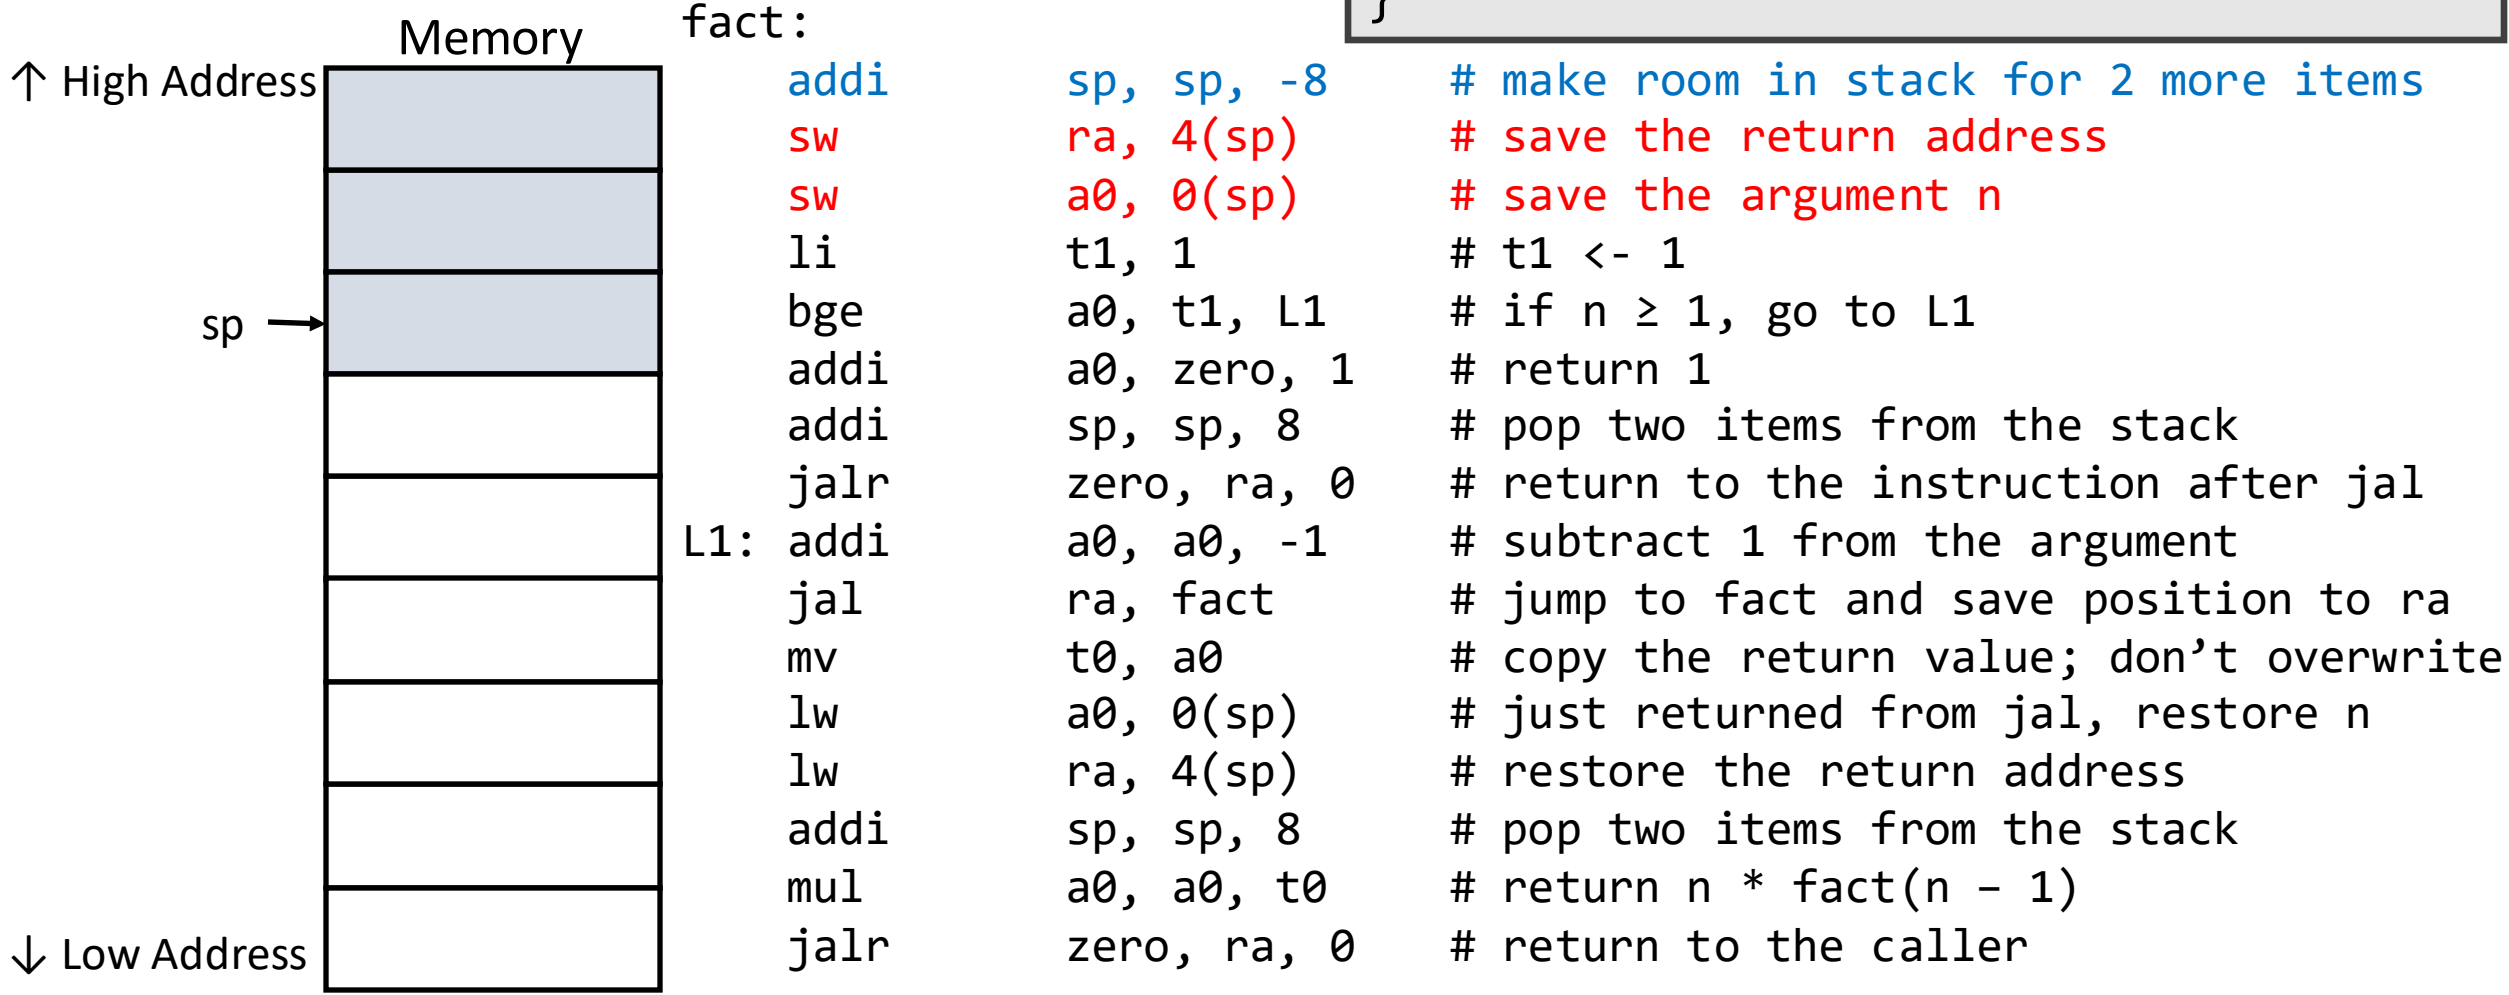 }
fact:
Memory
↑ High Address
addi sp, sp, -8 # make room in stack for 2 more items
sw ra, 4(sp) # save the return address
sw a0, 0(sp) # save the argument n
li t1, 1 # t1 <- 1
bge a0, t1, L1 # if n ≥ 1, go to L1
sp
addi a0, zero, 1 # return 1
addi sp, sp, 8 # pop two items from the stack
jalr zero, ra, 0 # return to the instruction after jal
L1: addi a0, a0, -1 # subtract 1 from the argument
jal ra, fact # jump to fact and save position to ra
mv t0, a0 # copy the return value; don’t overwrite
lw a0, 0(sp) # just returned from jal, restore n
lw ra, 4(sp) # restore the return address
addi sp, sp, 8 # pop two items from the stack
mul a0, a0, t0 # return n * fact(n – 1)
jalr zero, ra, 0 # return to the caller
↓ Low Address